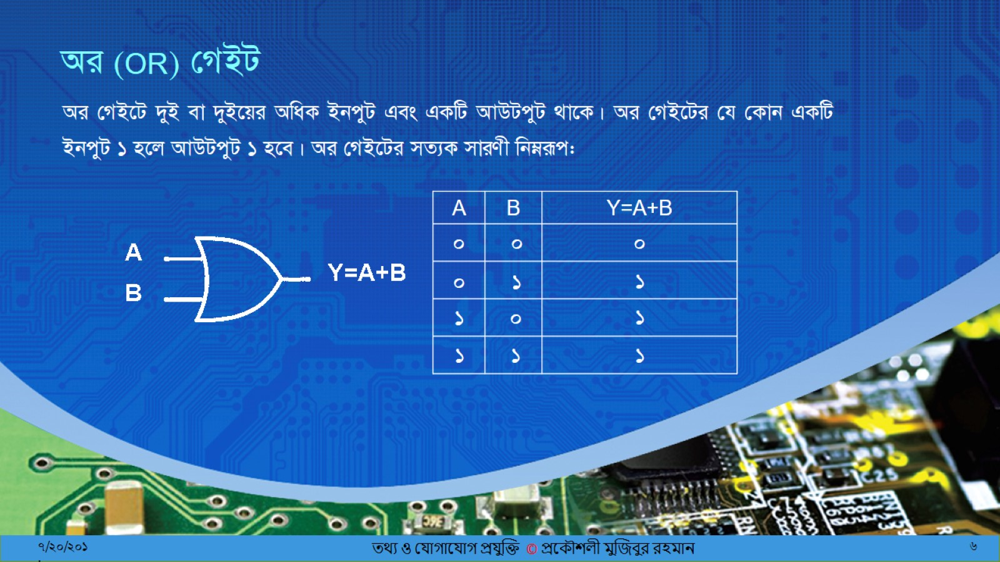 অর (OR) গেইট
অর গেইটে দুই বা দুইয়ের অধিক ইনপুট এবং একটি আউটপুট থাকে। অর গেইটের যে কোন একটি
ইনপুট ১ হলে আউটপুট ১ হবে। অর গেইটের সত্যক সারণী নিম্নরূপ:
A
B
Y=A+B
A B Y=A+B
০ ০ ০
০ ১ ১
১ ০ ১
১ ১ ১
C25
36C
৭/২০/২০১
তথ্য ও যোগাযোগ প্রযুক্তি © প্রকৌশলী মুজিবুর রহমান
৬